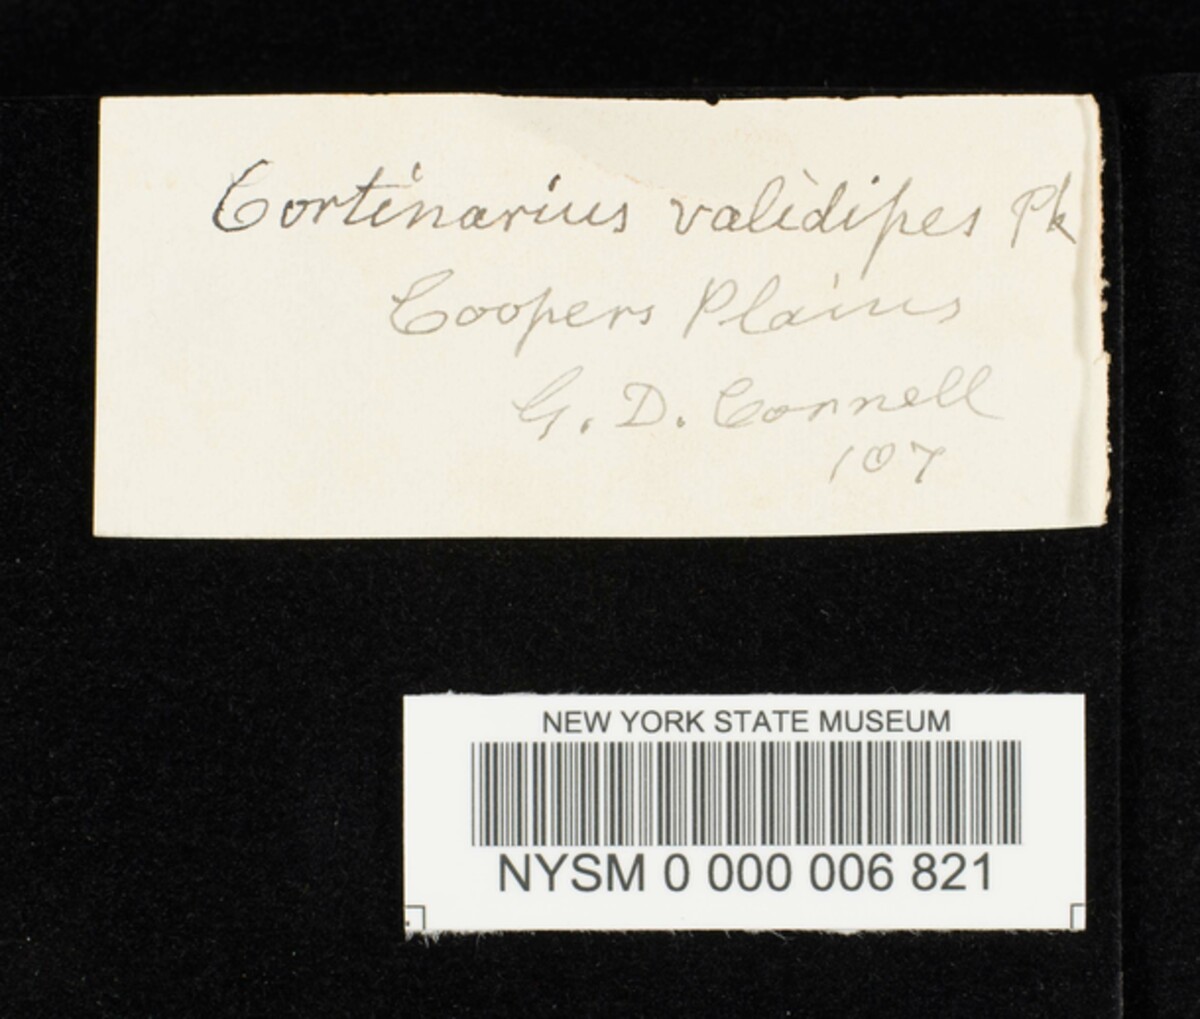 Cortinarius validipes Pk
Coopers Plains
G. D. Connell
107
NEW YORK STATE MUSEUM
NYSM 0 000 006 821